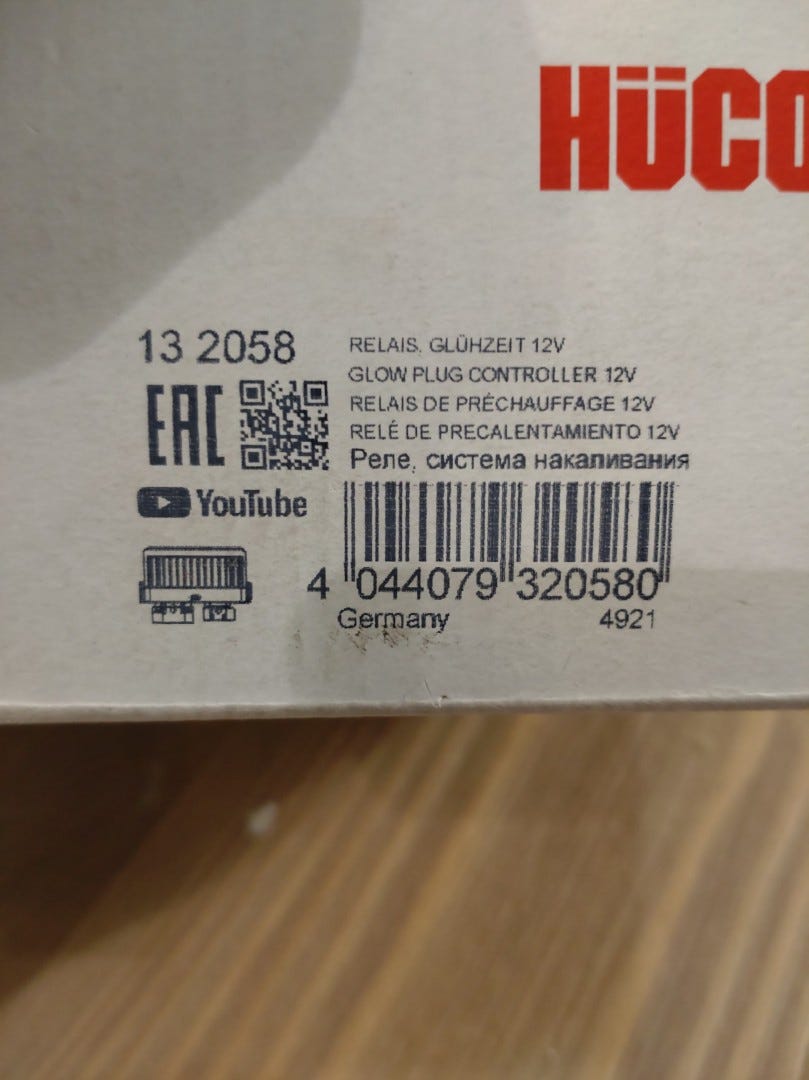 HÜCO
13 2058
RELAIS. GLÜHZEIT 12V
GLOW PLUG CONTROLLER 12V
RELAIS DE PRÉCHAUFFAGE 12V
RELÉ DE PRECALENTAMIENTO 12V
Реле, система накаливания
EAC
YouTube
4 044079 320580
Germany 4921